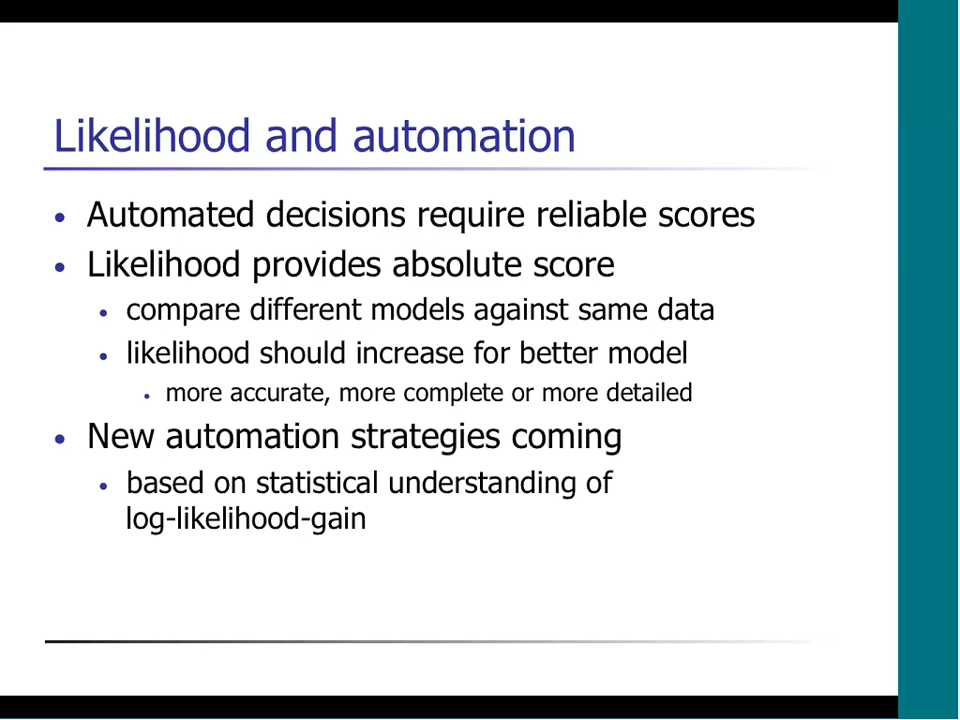 Likelihood and automation
• Automated decisions require reliable scores
• Likelihood provides absolute score
• compare different models against same data
• likelihood should increase for better model
• more accurate, more complete or more detailed
• New automation strategies coming
• based on statistical understanding of
log-likelihood-gain